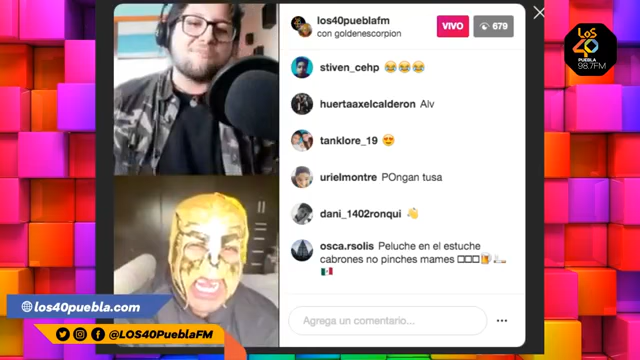 los40pueblafm
con goldenescorpion
VIVO
679
LOS
40
PUEBLA
98.7FM
stiven_cehp 😂😂😂
huertaaxelcalderon Alv
tanklore_19 😍
urielmontre POngan tusa
dani_1402ronqui 👋
osca.rsolis Peluche en el estuche
cabrones no pinches mames □□□🍺🚬
🇲🇽
Agrega un comentario...
los40puebla.com
@LOS40PueblaFM